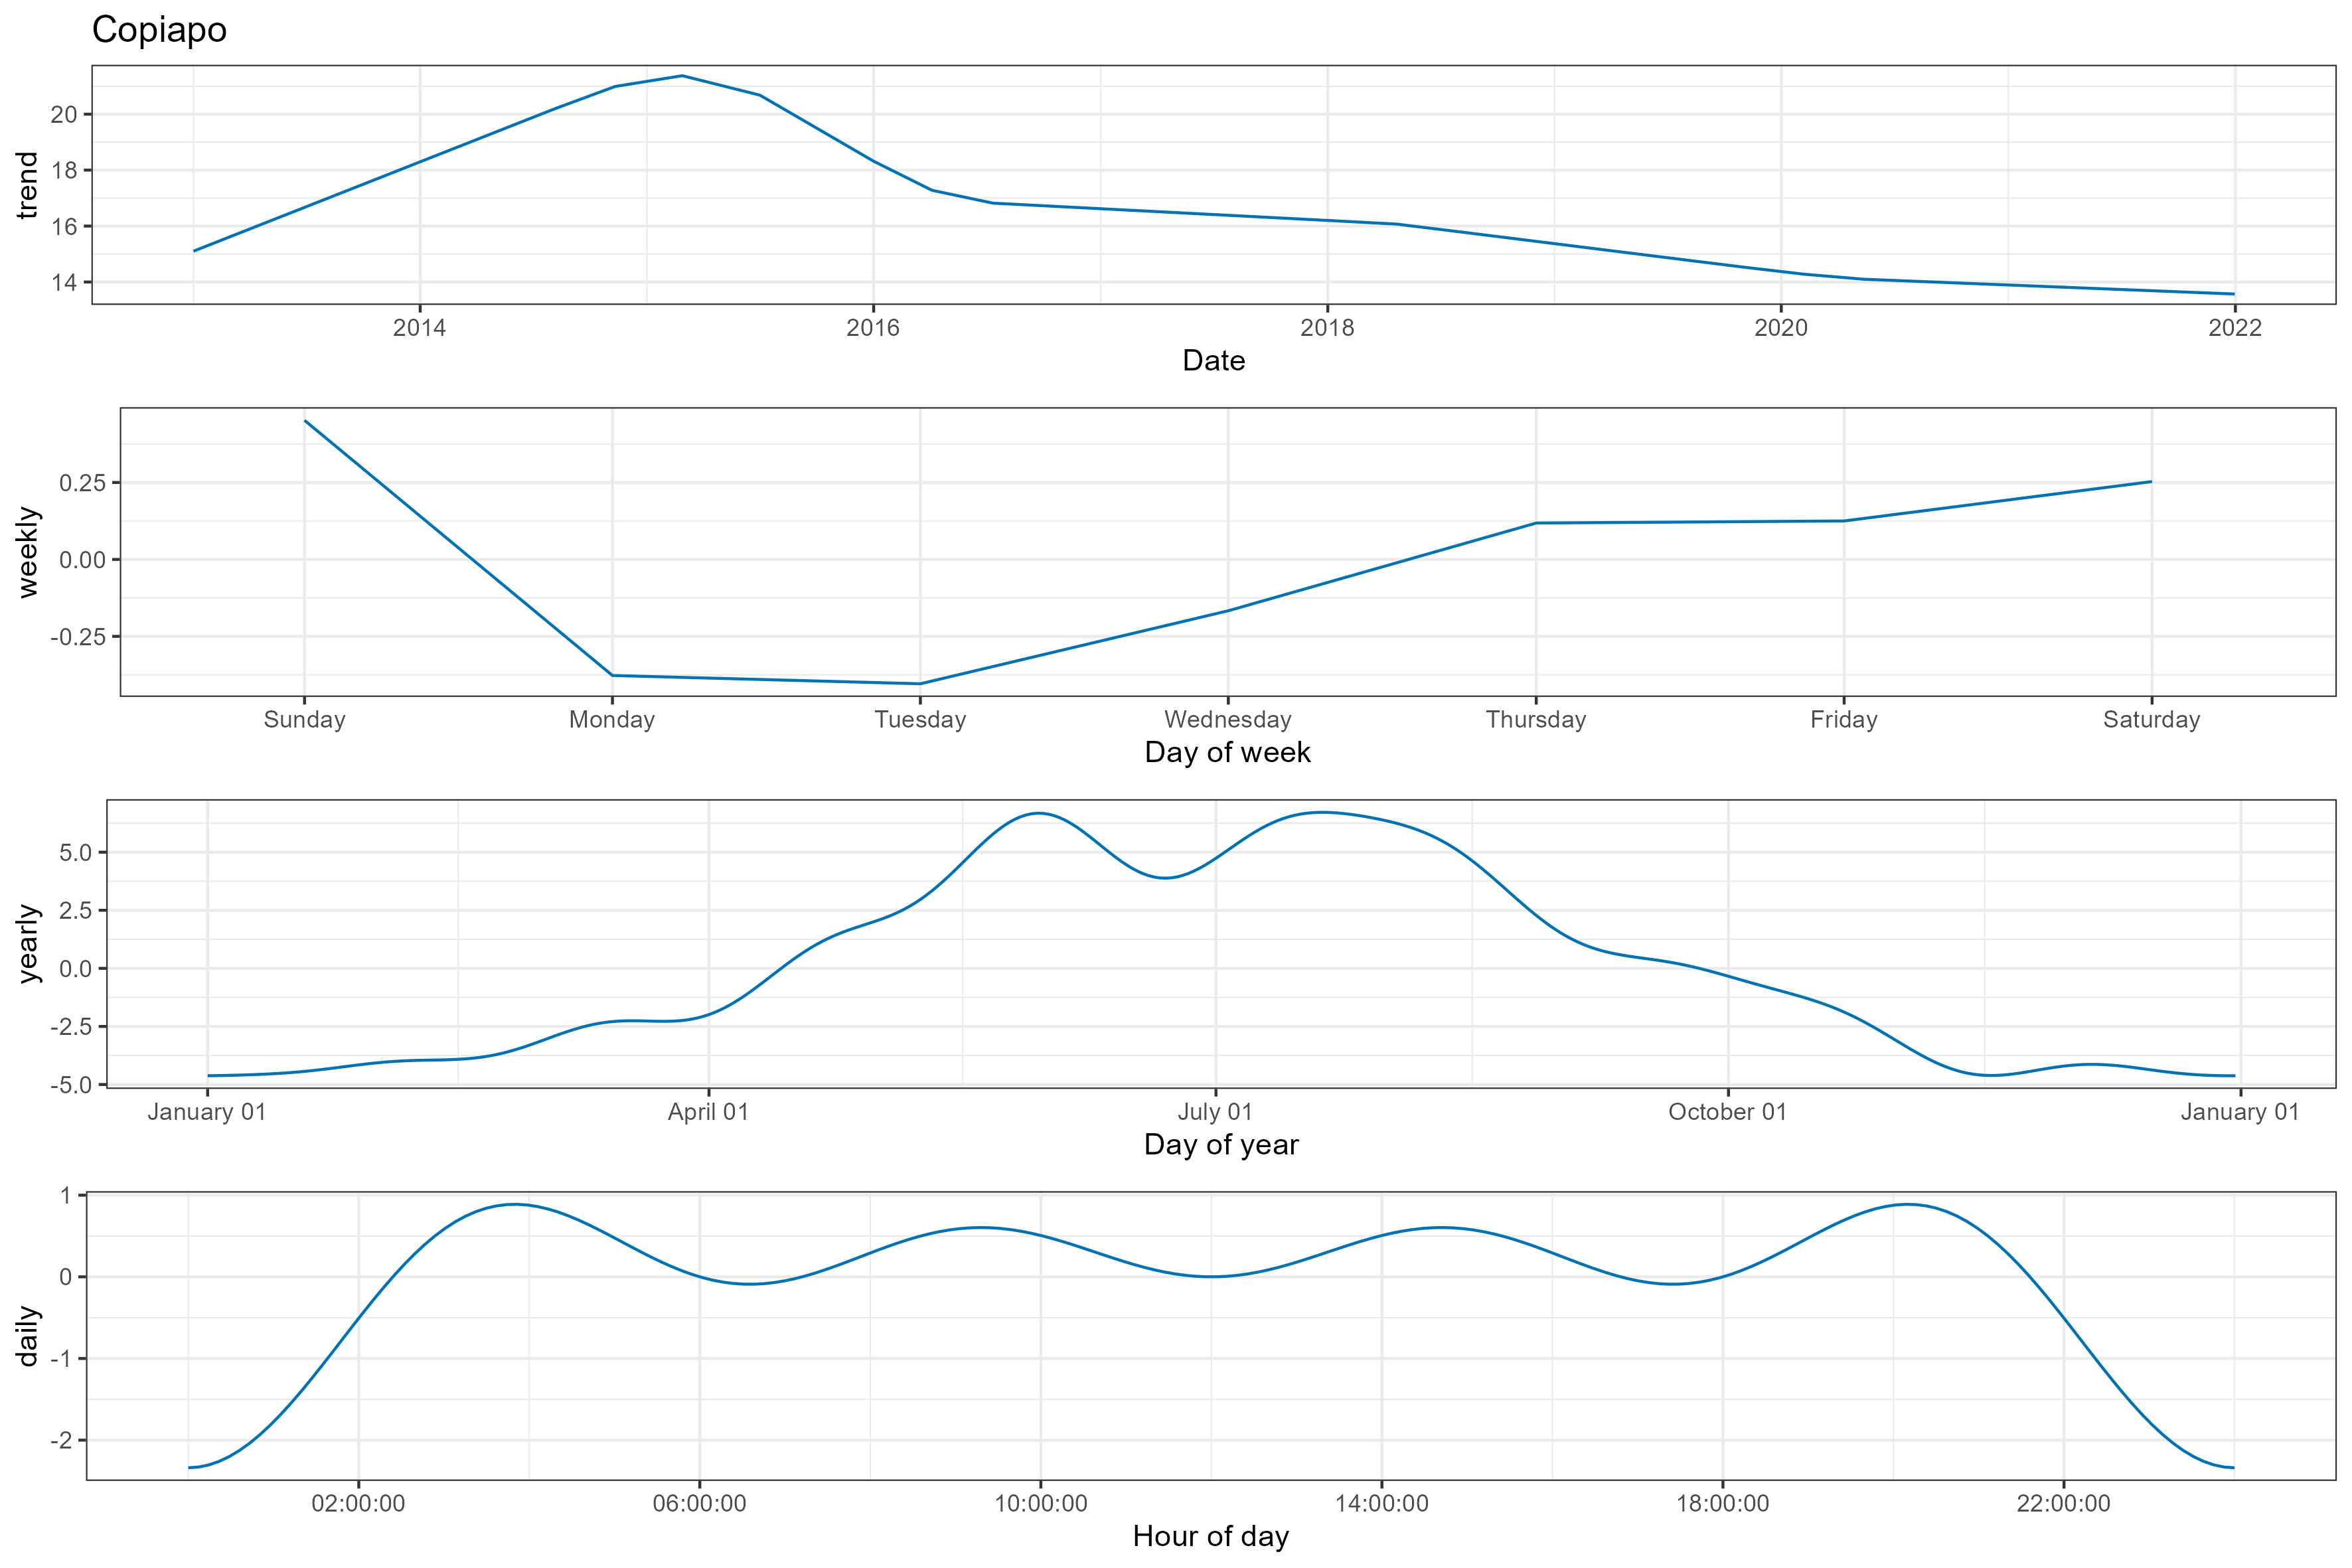 Copiapo
trend
20
18
16
14
2014 2016 2018 2020 2022
Date
weekly
0.25
0.00
-0.25
Sunday Monday Tuesday Wednesday Thursday Friday Saturday
Day of week
yearly
5.0
2.5
0.0
-2.5
-5.0
January 01 April 01 July 01 October 01 January 01
Day of year
daily
1
0
-1
-2
02:00:00 06:00:00 10:00:00 14:00:00 18:00:00 22:00:00
Hour of day